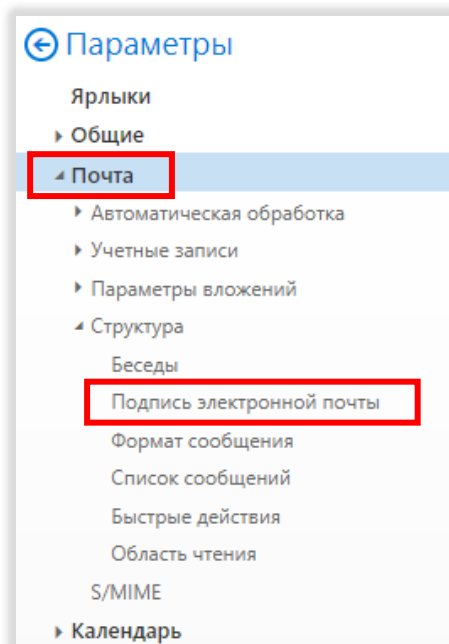 Параметры
Ярлыки
Общие
Почта
Автоматическая обработка
Учетные записи
Параметры вложений
Структура
Беседы
Подпись электронной почты
Формат сообщения
Список сообщений
Быстрые действия
Область чтения
S/MIME
Календарь